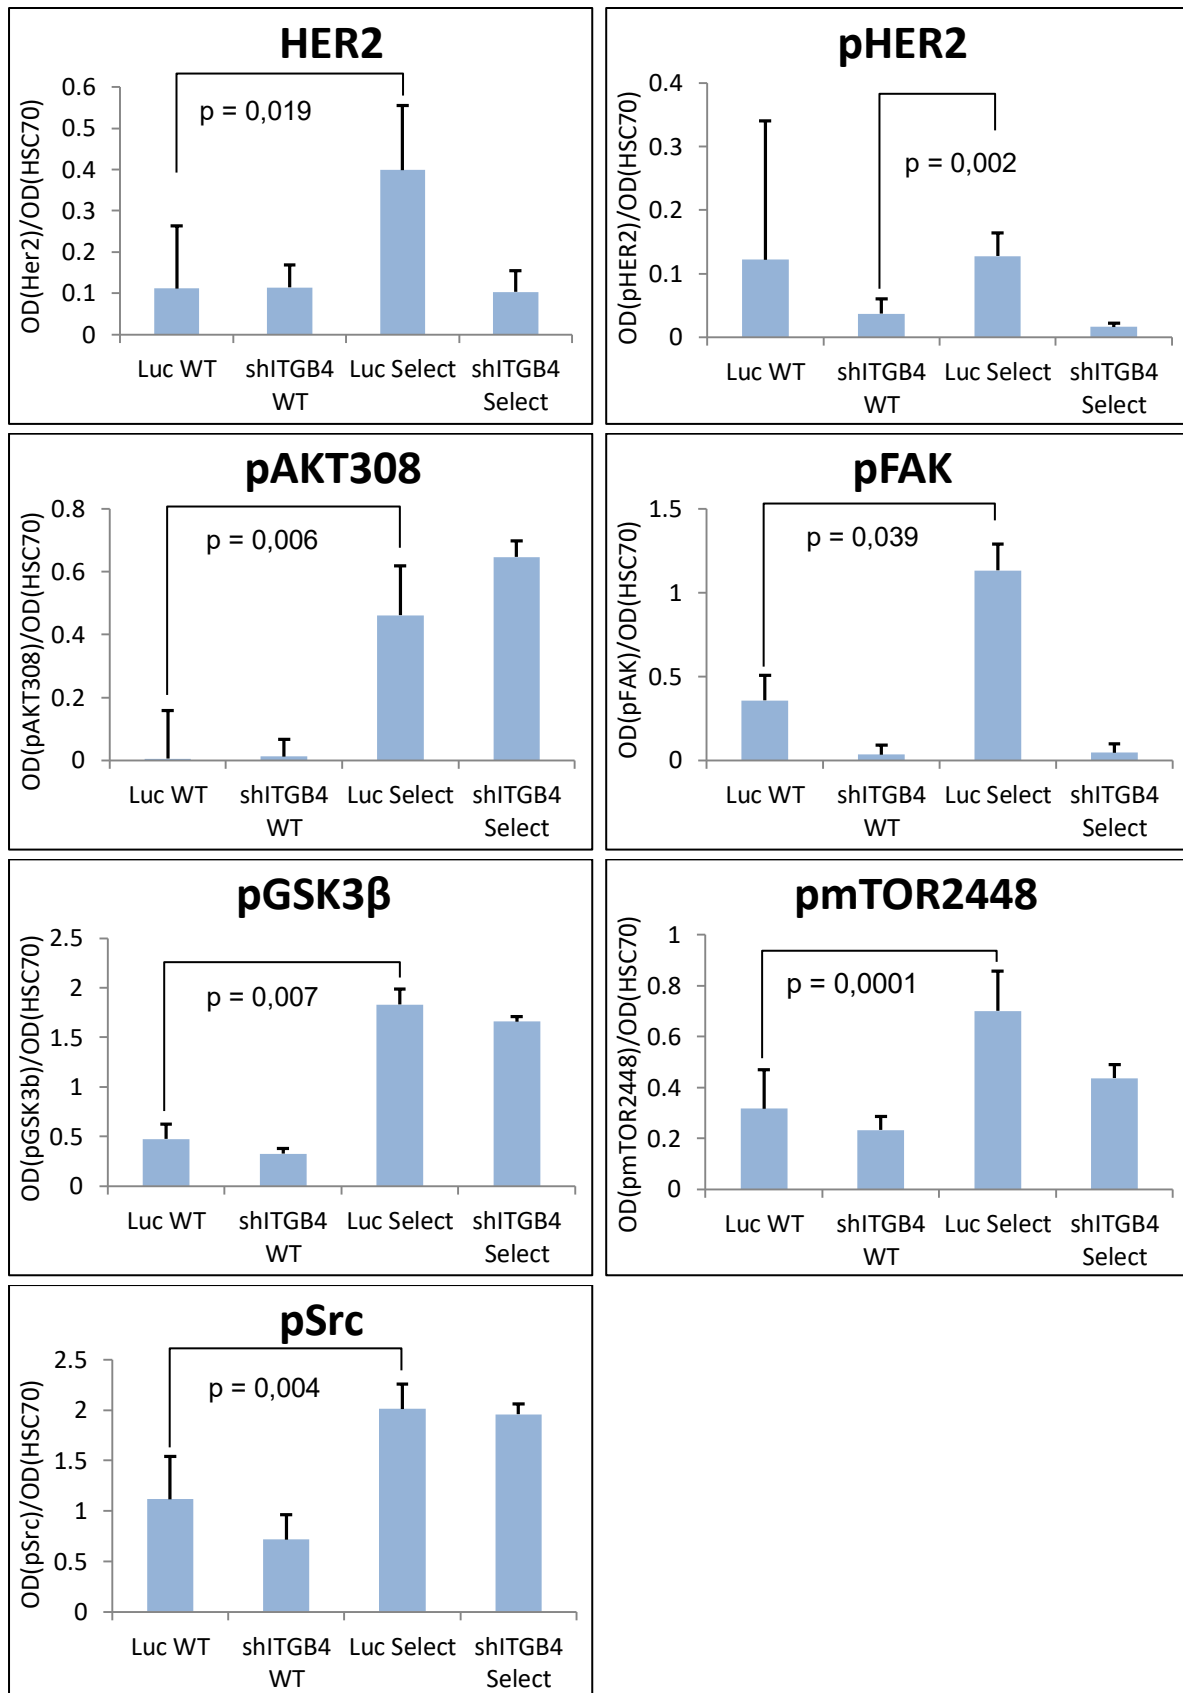 HER2
OD(Her2)/OD(HSC70)
0.6
0.5
0.4
0.3
0.2
0.1
0
p = 0,019
Luc WT
shITGB4
WT
Luc Select
shITGB4
Select
pHER2
OD(pHER2)/OD(HSC70)
0.4
0.3
0.2
0.1
0
p = 0,002
Luc WT
shITGB4
WT
Luc Select
shITGB4
Select
pAKT308
OD(pAKT308)/OD(HSC70)
0.8
0.6
0.4
0.2
0
p = 0,006
Luc WT
shITGB4
WT
Luc Select
shITGB4
Select
pFAK
OD(pFAK)/OD(HSC70)
1.5
1
0.5
0
p = 0,039
Luc WT
shITGB4
WT
Luc Select
shITGB4
Select
pGSK3β
OD(pGSK3b)/OD(HSC70)
2.5
2
1.5
1
0.5
0
p = 0,007
Luc WT
shITGB4
WT
Luc Select
shITGB4
Select
pmTOR2448
OD(pmTOR2448)/OD(HSC70)
1
0.8
0.6
0.4
0.2
0
p = 0,0001
Luc WT
shITGB4
WT
Luc Select
shITGB4
Select
pSrc
OD(pSrc)/OD(HSC70)
2.5
2
1.5
1
0.5
0
p = 0,004
Luc WT
shITGB4
WT
Luc Select
shITGB4
Select